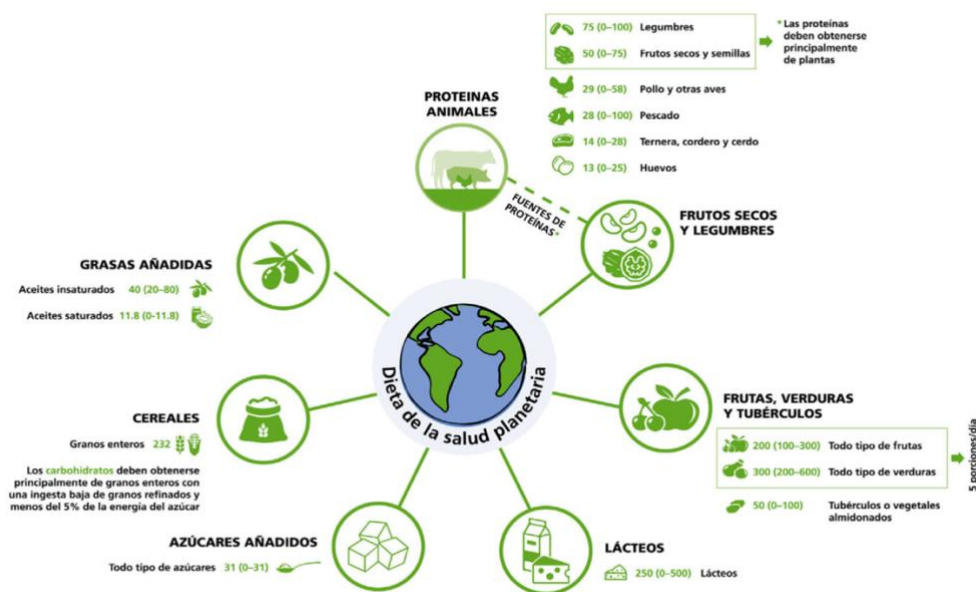 75 (0–100) Legumbres
50 (0–75) Frutos secos y semillas
* Las proteínas
deben obtenerse
principalmente
de plantas
29 (0–58) Pollo y otras aves
28 (0–100) Pescado
14 (0–28) Ternera, cordero y cerdo
13 (0–25) Huevos
PROTEINAS
ANIMALES
FUENTES DE
PROTEÍNAS*
FRUTOS SECOS
Y LEGUMBRES
GRASAS AÑADIDAS
Aceites insaturados 40 (20–80)
Aceites saturados 11.8 (0-11.8)
Dieta de la salud planetaria
FRUTAS, VERDURAS
Y TUBÉRCULOS
200 (100–300) Todo tipo de frutas
300 (200–600) Todo tipo de verduras
5 porciones/día
50 (0–100) Tubérculos o vegetales
almidonados
CEREALES
Granos enteros 232
Los carbohidratos deben obtenerse
principalmente de granos enteros con
una ingesta baja de granos refinados y
menos del 5% de la energía del azúcar
AZÚCARES AÑADIDOS
Todo tipo de azúcares 31 (0–31)
LÁCTEOS
250 (0–500) Lácteos